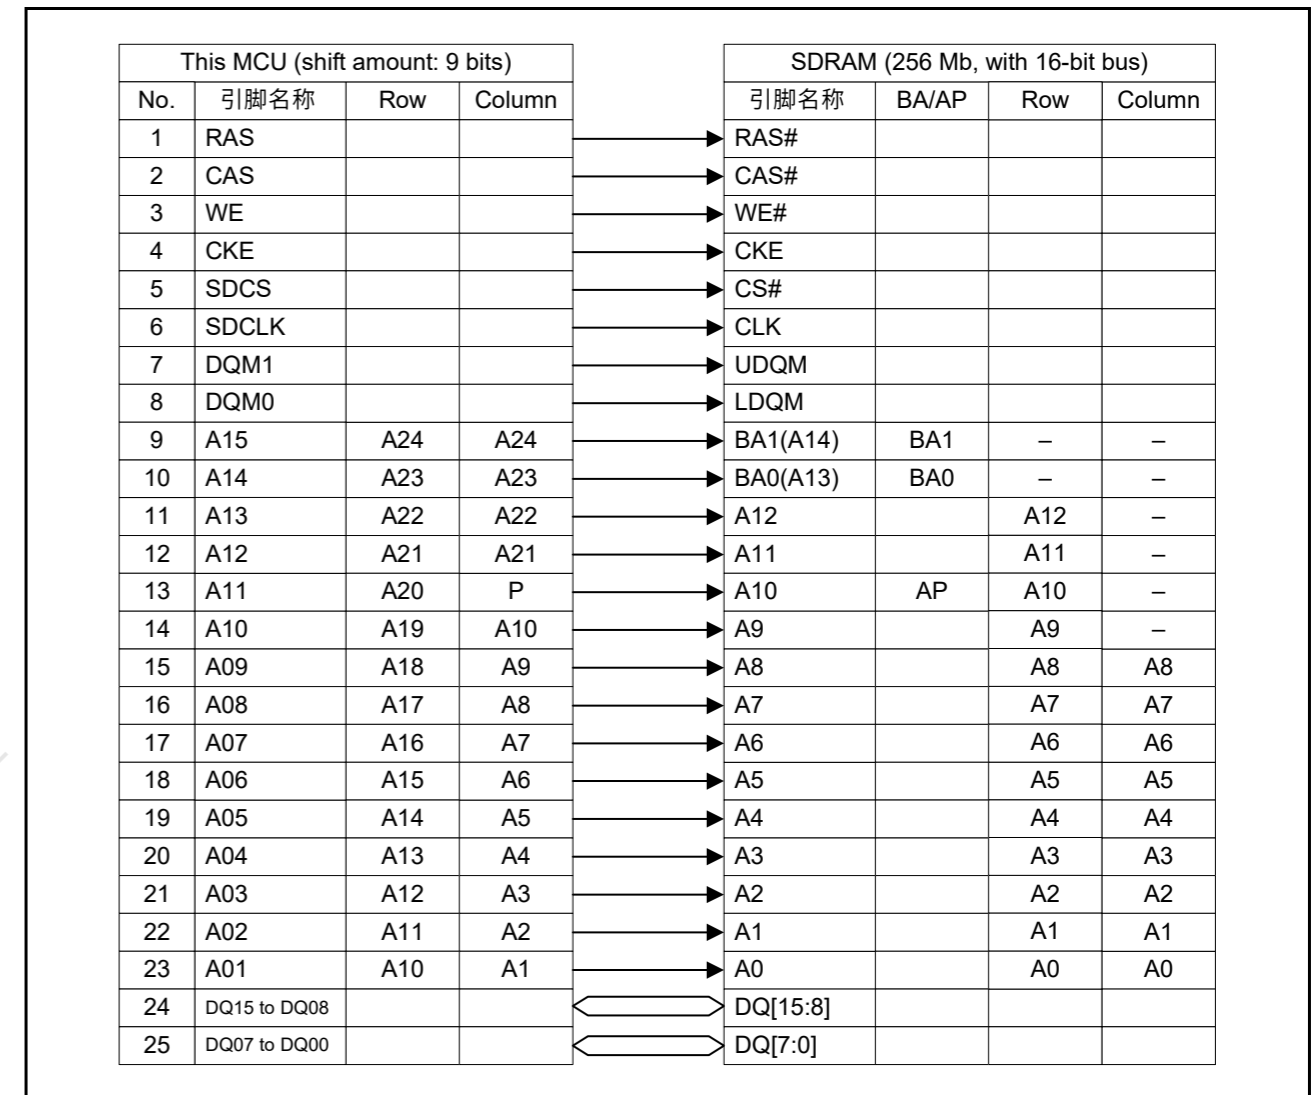 This MCU (shift amount: 9 bits) SDRAM (256 Mb, with 16-bit bus)
No. 引脚名称 Row Column 引脚名称 BA/AP Row Column
1 RAS RAS#
2 CAS CAS#
3 WE WE#
4 CKE CKE
5 SDCS CS#
6 SDCLK CLK
7 DQM1 UDQM
8 DQM0 LDQM
9 A15 A24 A24 BA1(A14) BA1 – –
10 A14 A23 A23 BA0(A13) BA0 – –
11 A13 A22 A22 A12 A12 –
12 A12 A21 A21 A11 A11 –
13 A11 A20 P A10 AP A10 –
14 A10 A19 A10 A9 A9 –
15 A09 A18 A9 A8 A8 A8
16 A08 A17 A8 A7 A7 A7
17 A07 A16 A7 A6 A6 A6
18 A06 A15 A6 A5 A5 A5
19 A05 A14 A5 A4 A4 A4
20 A04 A13 A4 A3 A3 A3
21 A03 A12 A3 A2 A2 A2
22 A02 A11 A2 A1 A1 A1
23 A01 A10 A1 A0 A0 A0
24 DQ15 to DQ08 DQ[15:8]
25 DQ07 to DQ00 DQ[7:0]